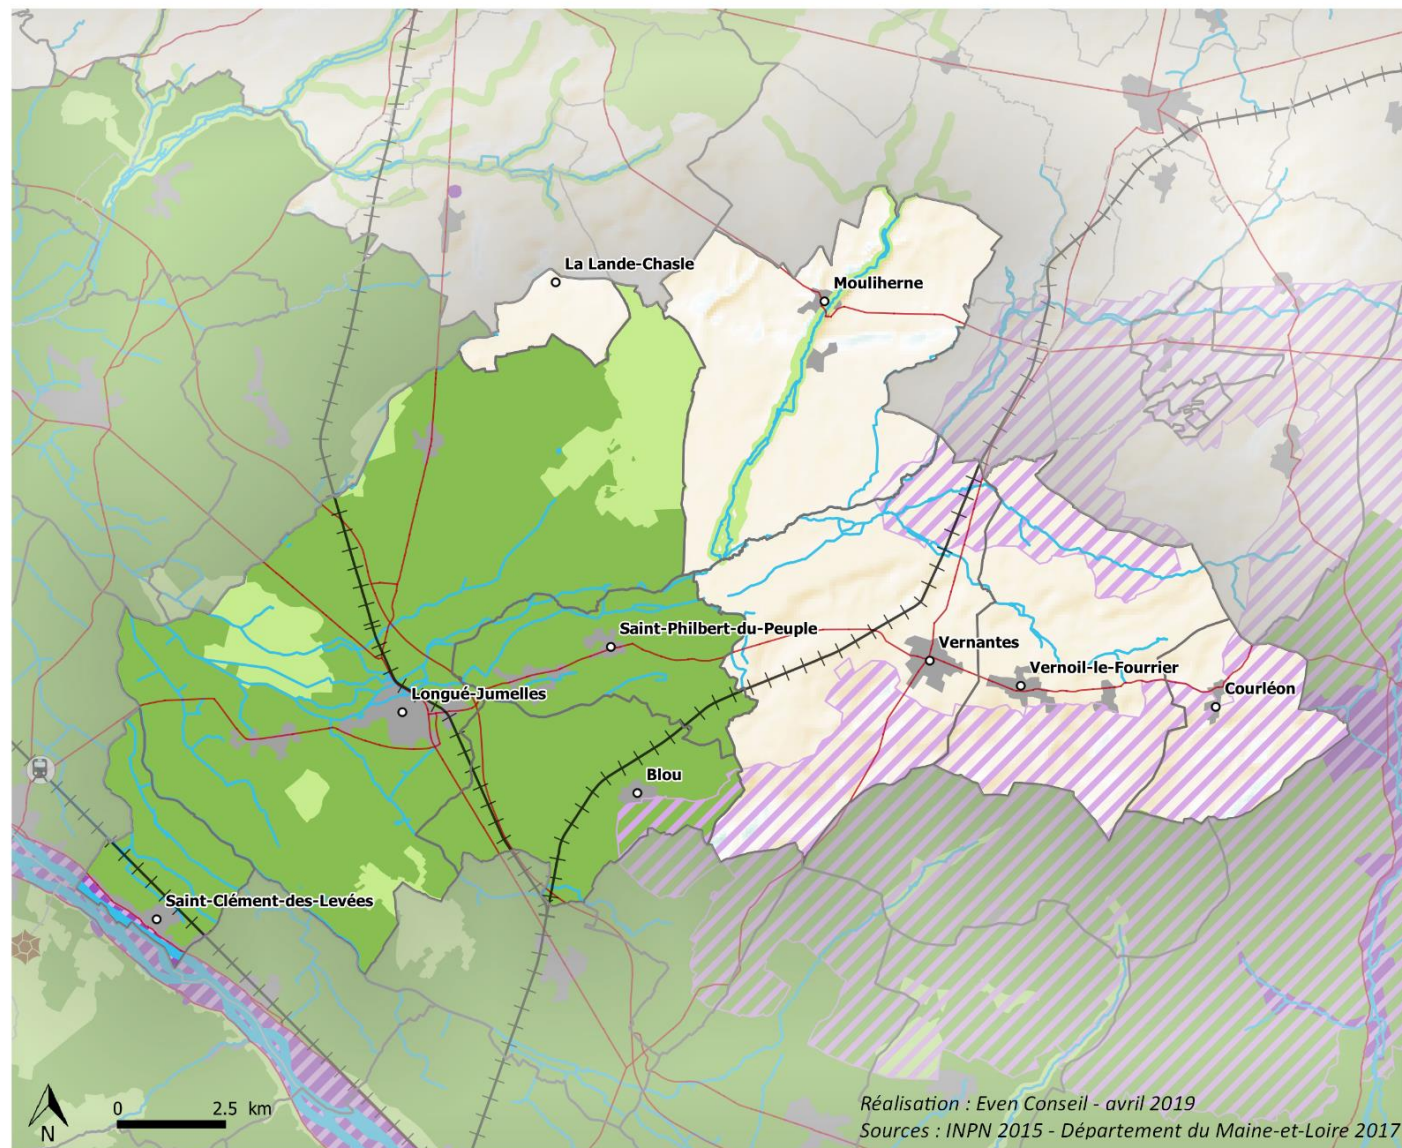 La Lande-Chasle
Mouliherne
Saint-Philbert-du-Peuple
Vernantes
Vernoil-le-Fourrier
Longué-Jumelles
Courléon
Blou
Saint-Clément-des-Levées
N
0 2.5 km
Réalisation : Even Conseil - avril 2019
Sources : INPN 2015 - Département du Maine-et-Loire 2017